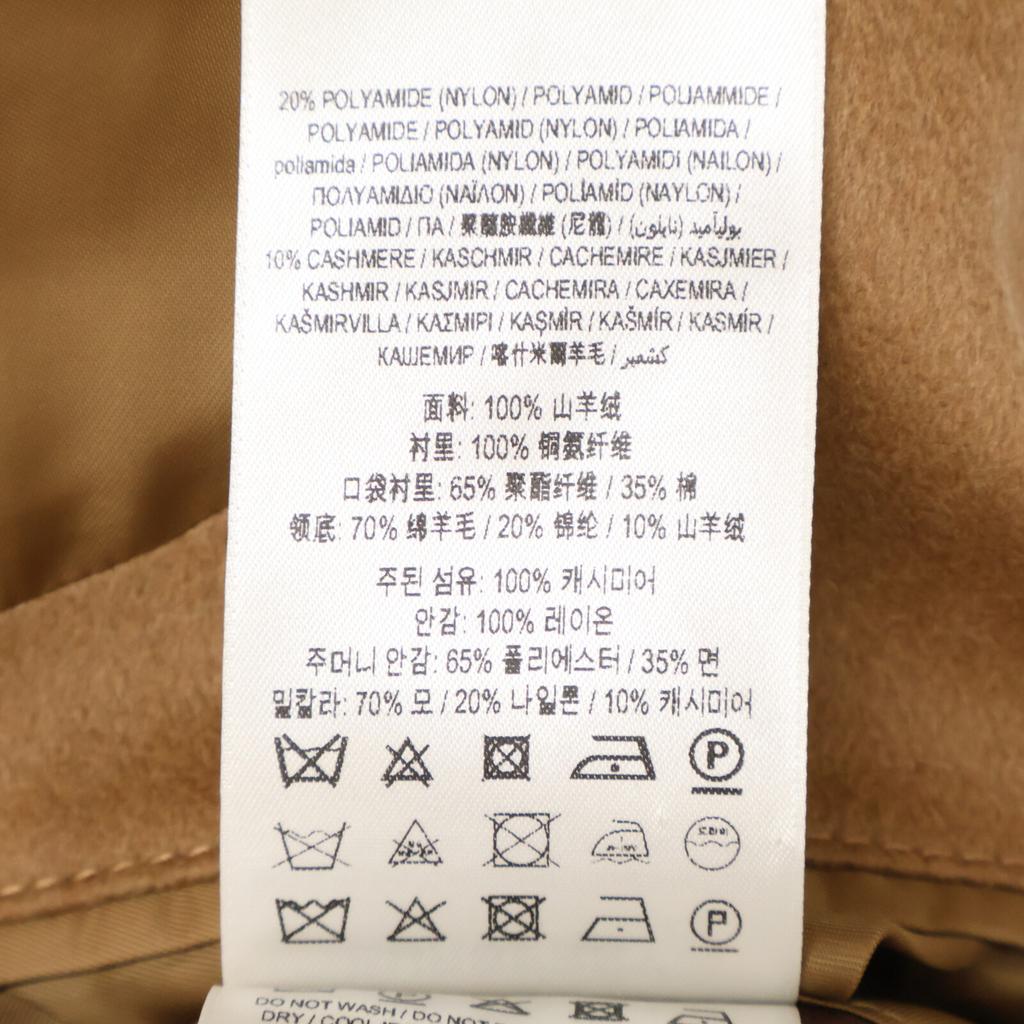 20% POLYAMIDE (NYLON) / POLYAMID / POLIAMMIDE /
POLYAMIDE / POLYAMID (NYLON) / POLIAMIDA /
poliamida / POLIAMIDA (NYLON) / POLYAMIDI (NAILON) /
ΠΟΛΥΑΜΙΔΙΟ (ΝΑΪΛΟΝ) / POLİAMİD (NAYLON) /
POLIAMID / ПА / 聚醯胺纖維 (尼龍) / بوليأميد (نايلون)
10% CASHMERE / KASCHMIR / CACHEMIRE / KASJMIER /
KASHMIR / KASJMIR / CACHEMIRA / CAXEMIRA /
KAŠMIRVILLA / ΚΑΣΜΙΡΙ / KAŞMİR / KAŠMÍR / KASMÍR /
КАШЕМИР / 喀什米爾羊毛 / كشمير
面料: 100% 山羊绒
衬里: 100% 铜氨纤维
口袋衬里: 65% 聚酯纤维 / 35% 棉
领底: 70% 绵羊毛 / 20% 锦纶 / 10% 山羊绒
주된 섬유: 100% 캐시미어
안감: 100% 레이온
주머니 안감: 65% 폴리에스터 / 35% 면
밑칼라: 70% 모 / 20% 나일론 / 10% 캐시미어
P
드라이
P
DO NOT WASH / DO NOT